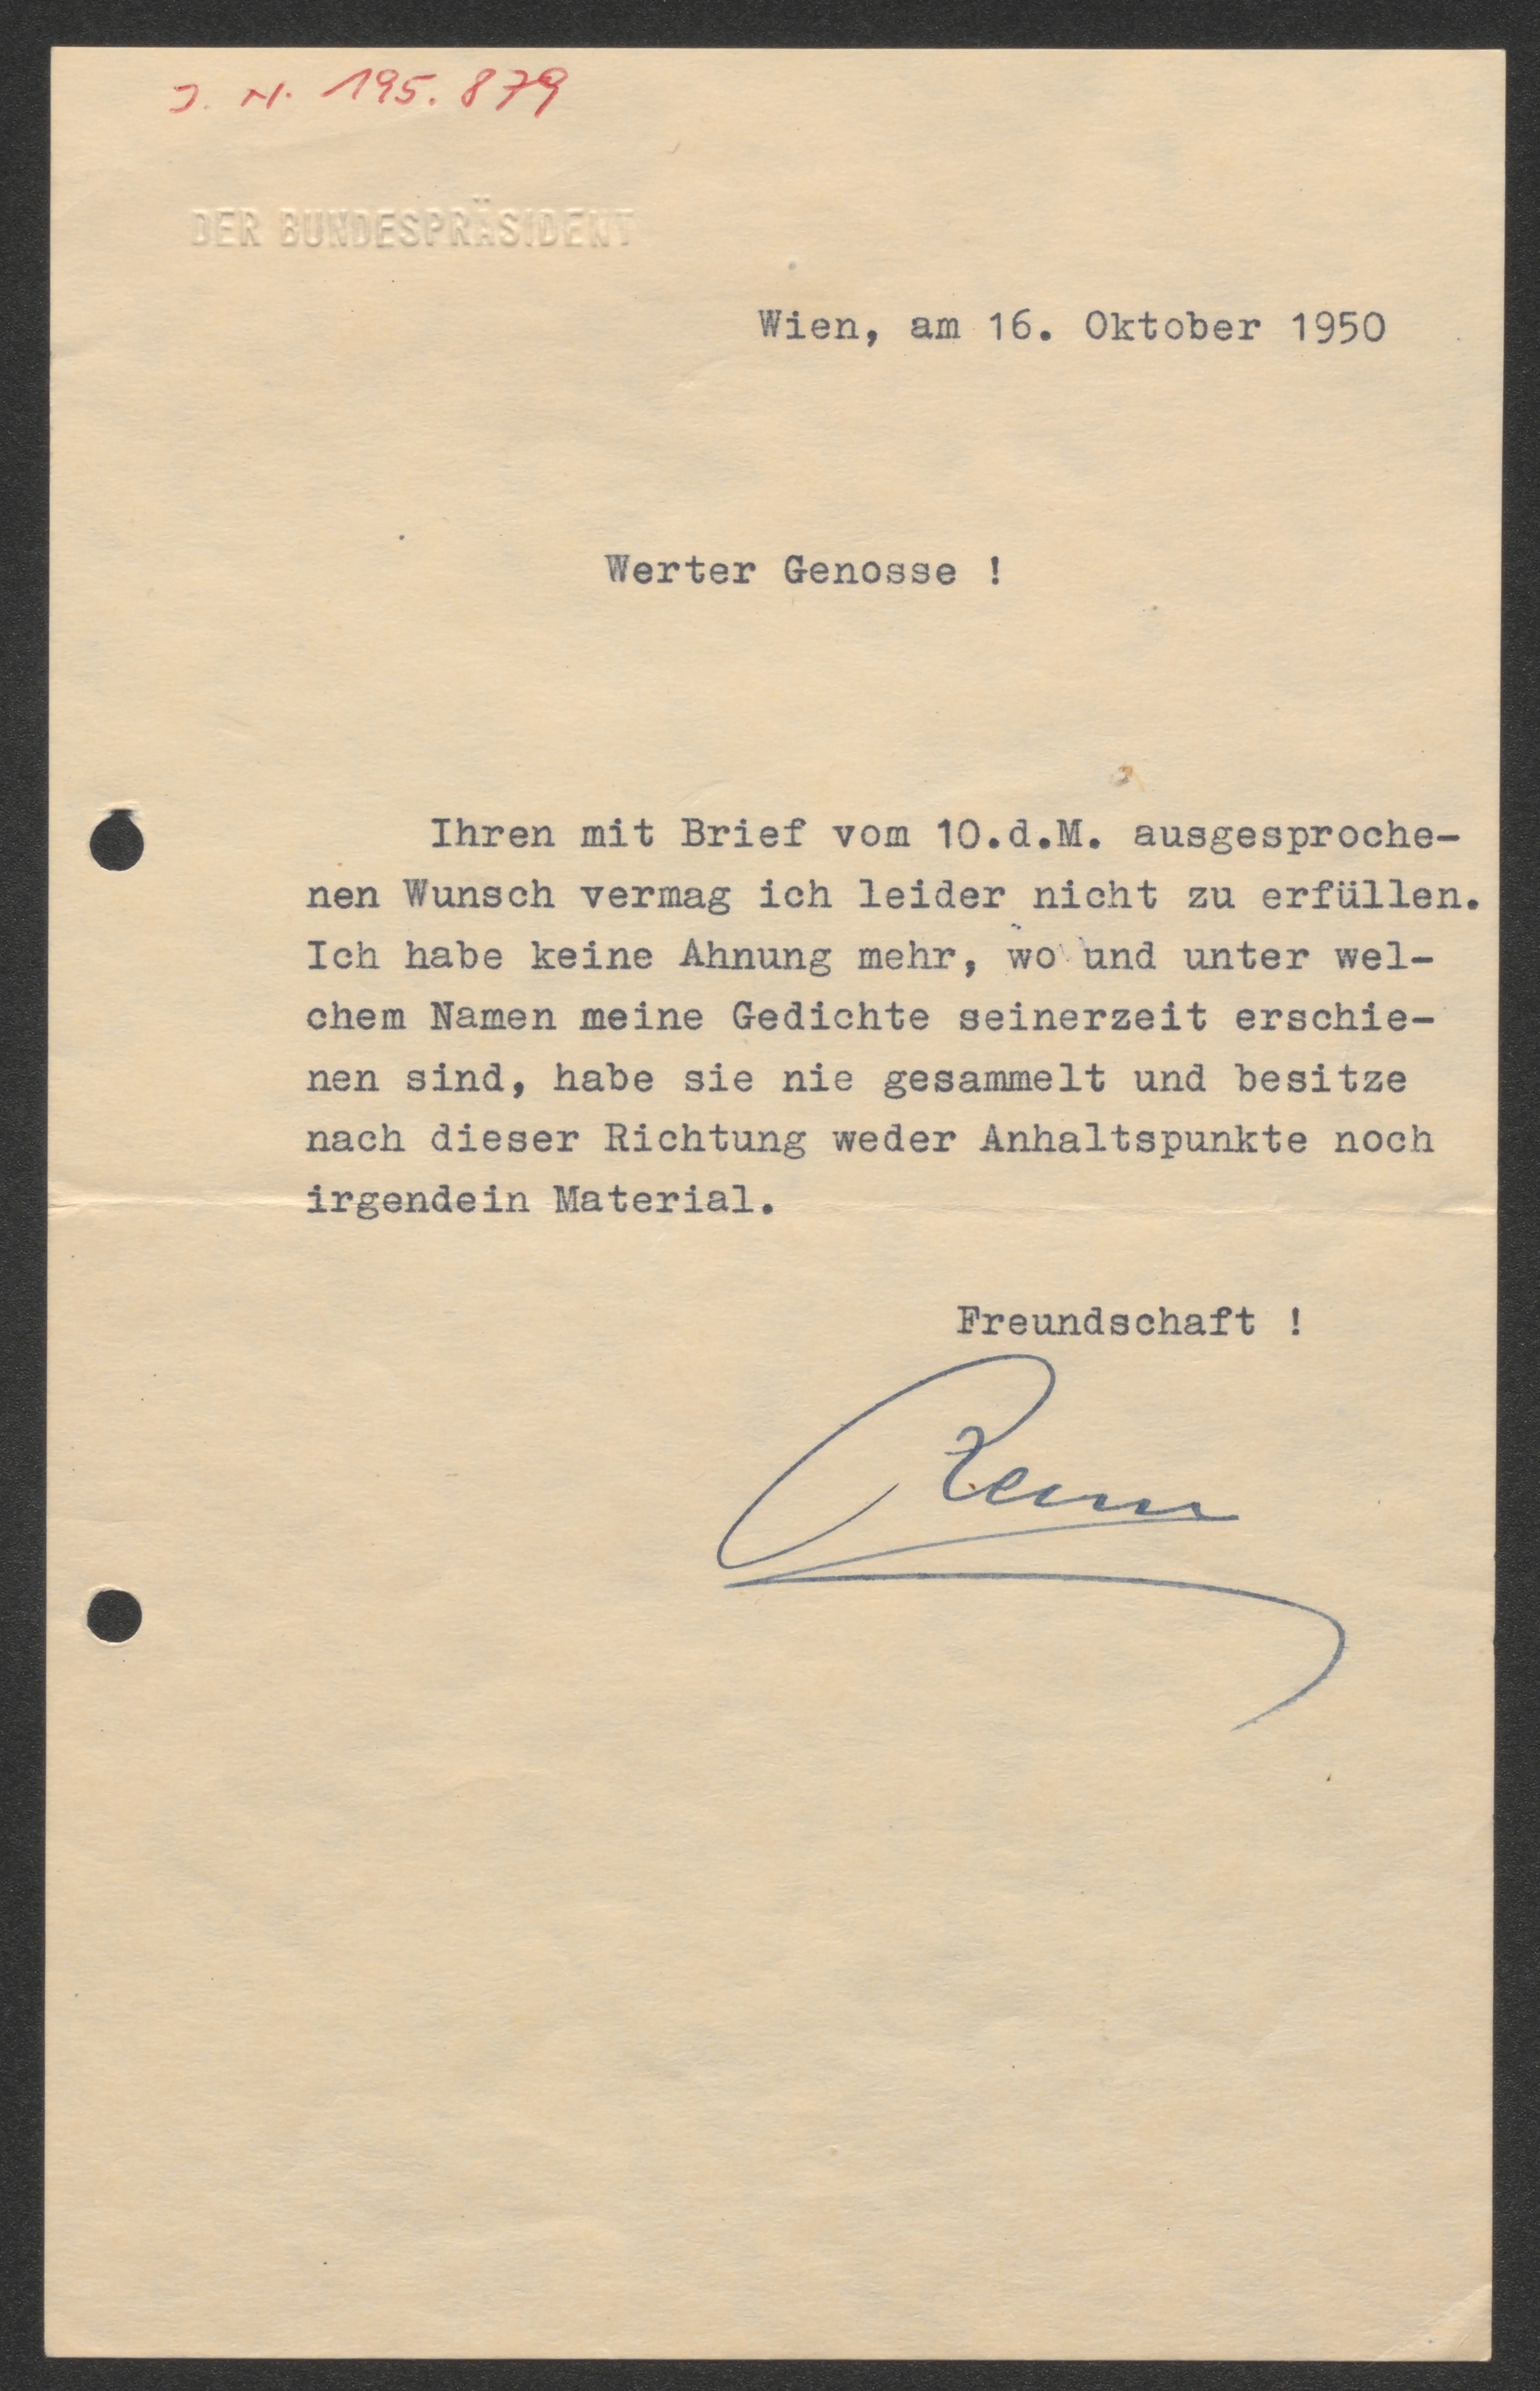 J. N. 195.879
DER BUNDESPRÄSIDENT
Wien, am 16. Oktober 1950
Werter Genosse !
Ihren mit Brief vom 10.d.M. ausgesproche-
nen Wunsch vermag ich leider nicht zu erfüllen.
Ich habe keine Ahnung mehr, wo und unter wel-
chem Namen meine Gedichte seinerzeit erschie-
nen sind, habe sie nie gesammelt und besitze
nach dieser Richtung weder Anhaltspunkte noch
irgendein Material.
Freundschaft !
Renner